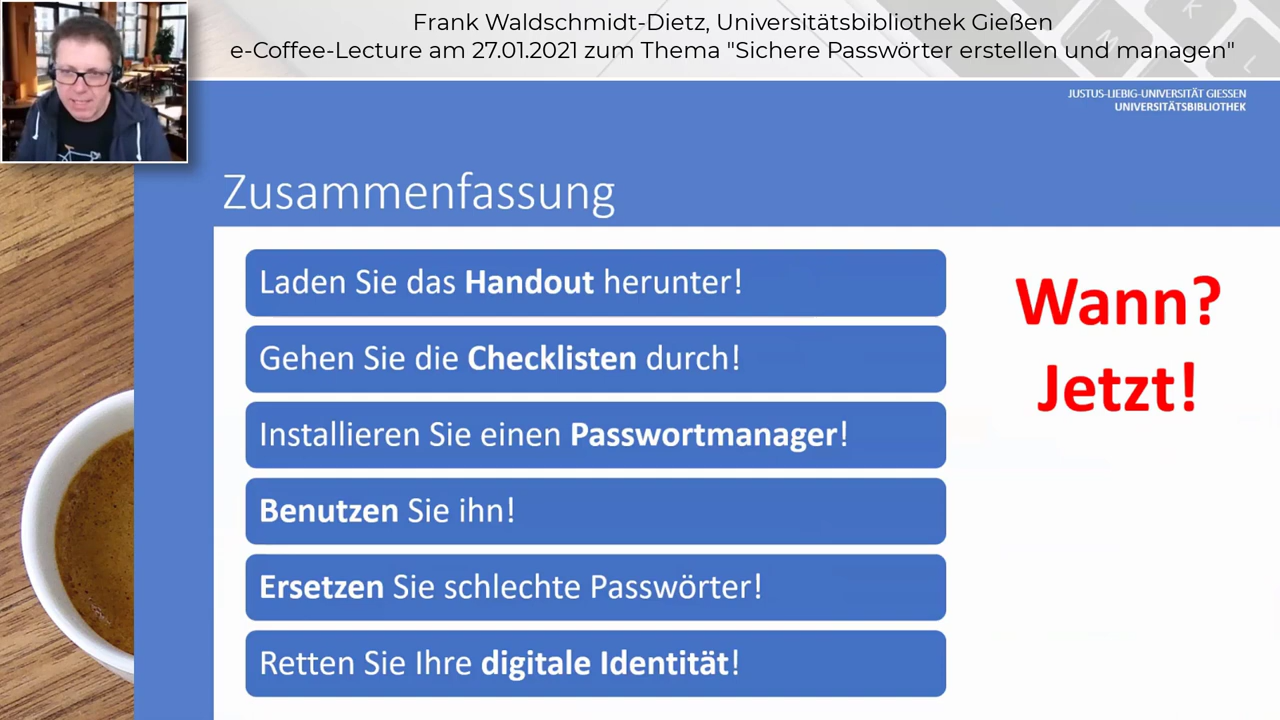 Frank Waldschmidt-Dietz, Universitätsbibliothek Gießen
e-Coffee-Lecture am 27.01.2021 zum Thema "Sichere Passwörter erstellen und managen"
JUSTUS-LIEBIG-UNIVERSITÄT GIESSEN
UNIVERSITÄTSBIBLIOTHEK
Zusammenfassung
Laden Sie das Handout herunter!
Gehen Sie die Checklisten durch!
Installieren Sie einen Passwortmanager!
Benutzen Sie ihn!
Ersetzen Sie schlechte Passwörter!
Retten Sie Ihre digitale Identität!
Wann?
Jetzt!